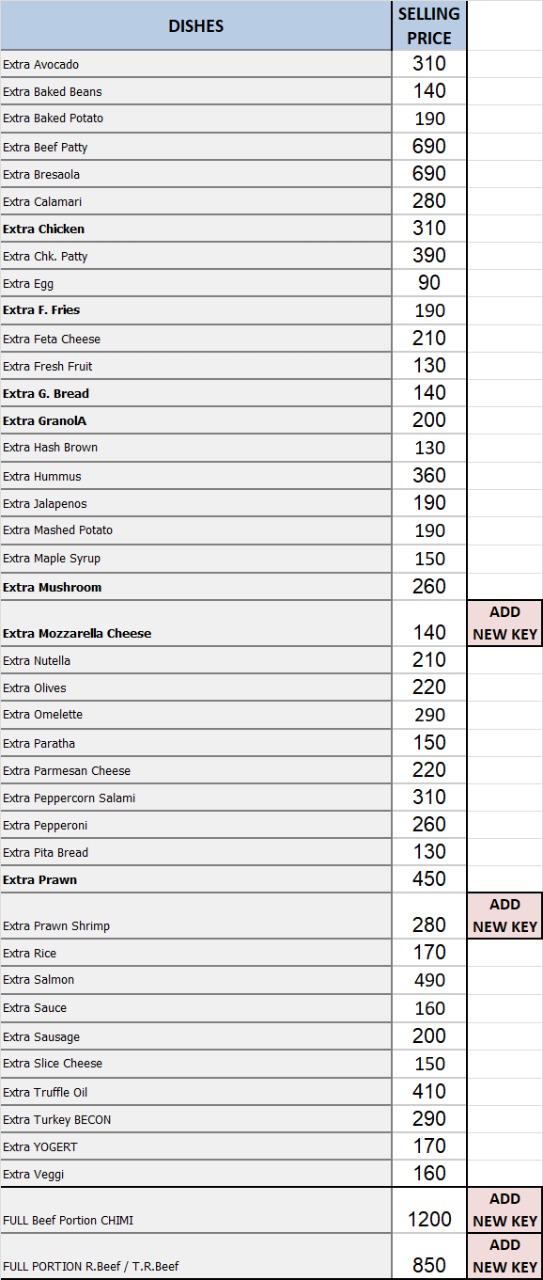 DISHES SELLING PRICE
Extra Avocado 310
Extra Baked Beans 140
Extra Baked Potato 190
Extra Beef Patty 690
Extra Bresaola 690
Extra Calamari 280
Extra Chicken 310
Extra Chk. Patty 390
Extra Egg 90
Extra F. Fries 190
Extra Feta Cheese 210
Extra Fresh Fruit 130
Extra G. Bread 140
Extra GranolA 200
Extra Hash Brown 130
Extra Hummus 360
Extra Jalapenos 190
Extra Mashed Potato 190
Extra Maple Syrup 150
Extra Mushroom 260
Extra Mozzarella Cheese 140 ADD NEW KEY
Extra Nutella 210
Extra Olives 220
Extra Omelette 290
Extra Paratha 150
Extra Parmesan Cheese 220
Extra Peppercorn Salami 310
Extra Pepperoni 260
Extra Pita Bread 130
Extra Prawn 450
Extra Prawn Shrimp 280 ADD NEW KEY
Extra Rice 170
Extra Salmon 490
Extra Sauce 160
Extra Sausage 200
Extra Slice Cheese 150
Extra Truffle Oil 410
Extra Turkey BECON 290
Extra YOGERT 170
Extra Veggi 160
FULL Beef Portion CHIMI 1200 ADD NEW KEY
FULL PORTION R.Beef / T.R.Beef 850 ADD NEW KEY